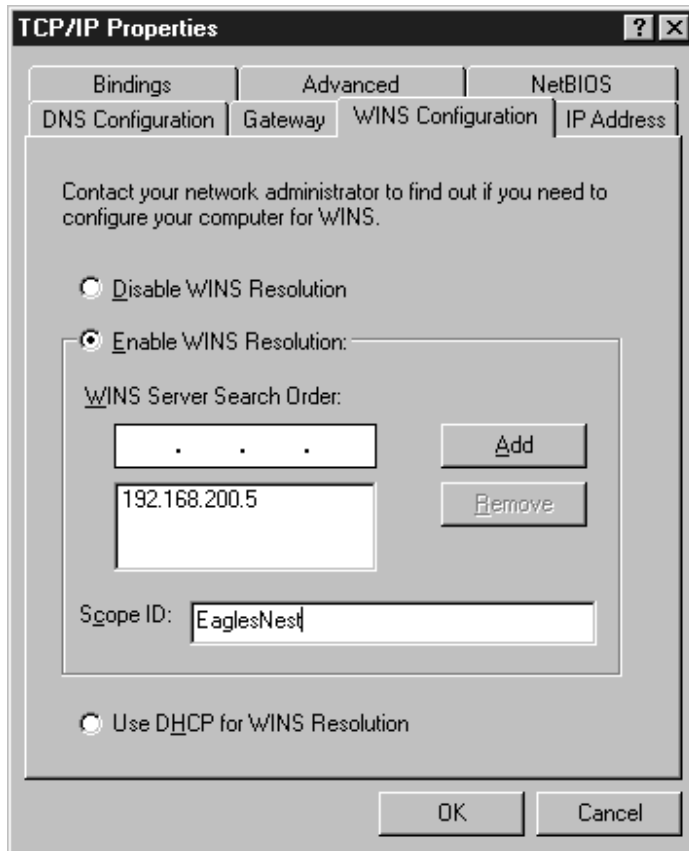 TCP/IP Properties
Bindings Advanced NetBIOS
DNS Configuration Gateway WINS Configuration IP Address
Contact your network administrator to find out if you need to
configure your computer for WINS.
Disable WINS Resolution
Enable WINS Resolution:
WINS Server Search Order:
. . .
Add
192.168.200.5
Remove
Scope ID: EaglesNest
Use DHCP for WINS Resolution
OK Cancel